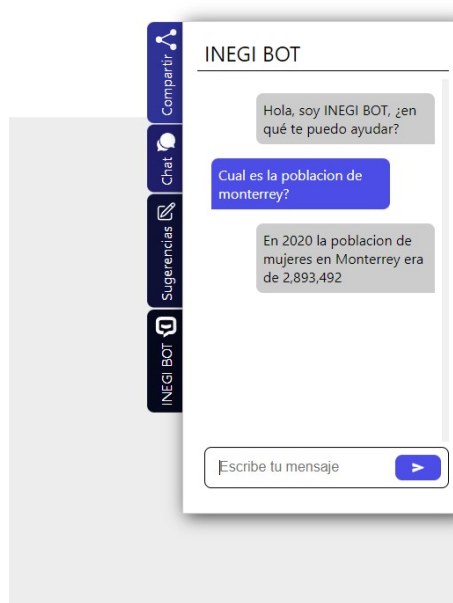 Compartir
Chat
Sugerencias
INEGI BOT
INEGI BOT
Hola, soy INEGI BOT, ¿en
qué te puedo ayudar?
Cual es la poblacion de
monterrey?
En 2020 la poblacion de
mujeres en Monterrey era
de 2,893,492
Escribe tu mensaje